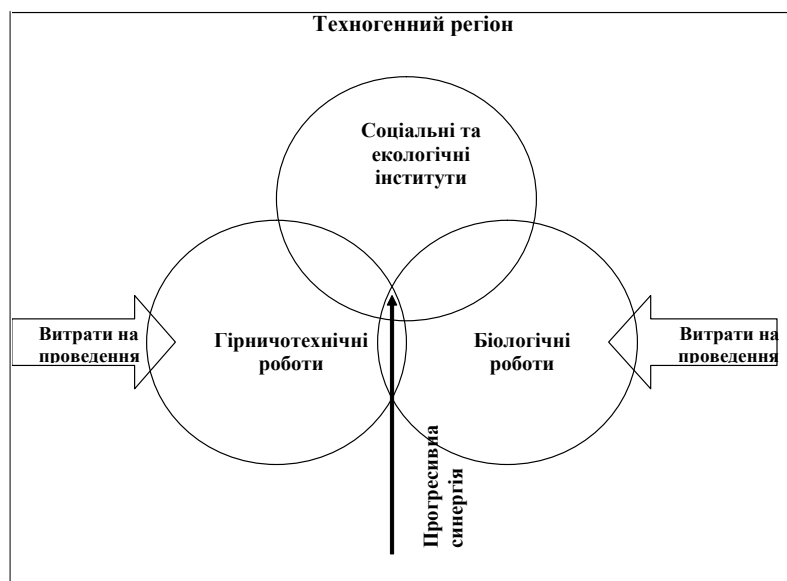 Техногенний регіон
Соціальні та
екологічні
інститути
Витрати на
проведення
Гірничотехнічні
роботи
Біологічні
роботи
Витрати на
проведення
Прогресивна
синергія